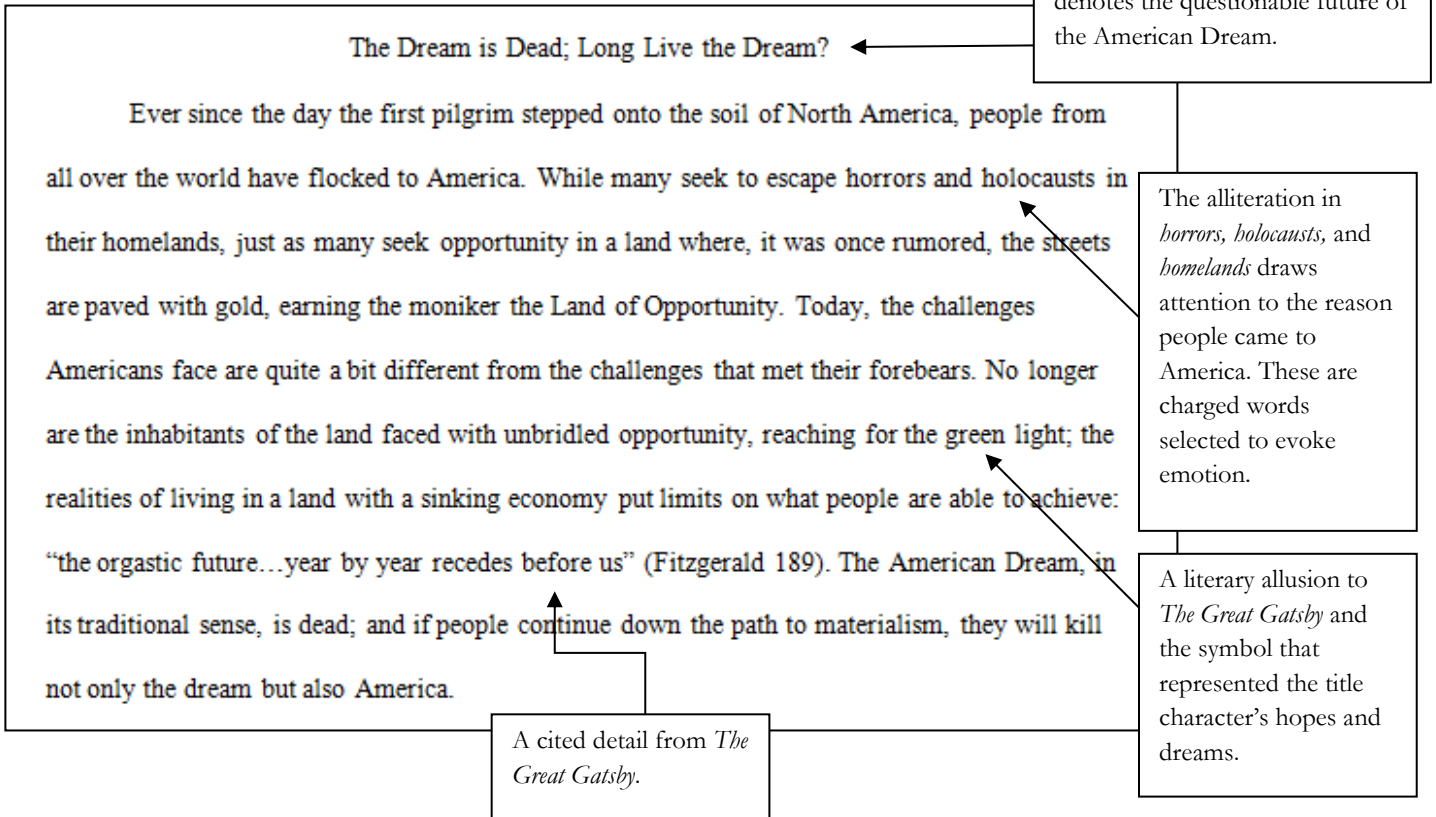 denotes the questionable future of
the American Dream.
The Dream is Dead; Long Live the Dream?
Ever since the day the first pilgrim stepped onto the soil of North America, people from
all over the world have flocked to America. While many seek to escape horrors and holocausts in
their homelands, just as many seek opportunity in a land where, it was once rumored, the streets
are paved with gold, earning the moniker the Land of Opportunity. Today, the challenges
Americans face are quite a bit different from the challenges that met their forebears. No longer
are the inhabitants of the land faced with unbridled opportunity, reaching for the green light; the
realities of living in a land with a sinking economy put limits on what people are able to achieve:
“the orgastic future…year by year recedes before us” (Fitzgerald 189). The American Dream, in
its traditional sense, is dead; and if people continue down the path to materialism, they will kill
not only the dream but also America.
The alliteration in
horrors, holocausts, and
homelands draws
attention to the reason
people came to
America. These are
charged words
selected to evoke
emotion.
A literary allusion to
The Great Gatsby and
the symbol that
represented the title
character’s hopes and
dreams.
A cited detail from The
Great Gatsby.